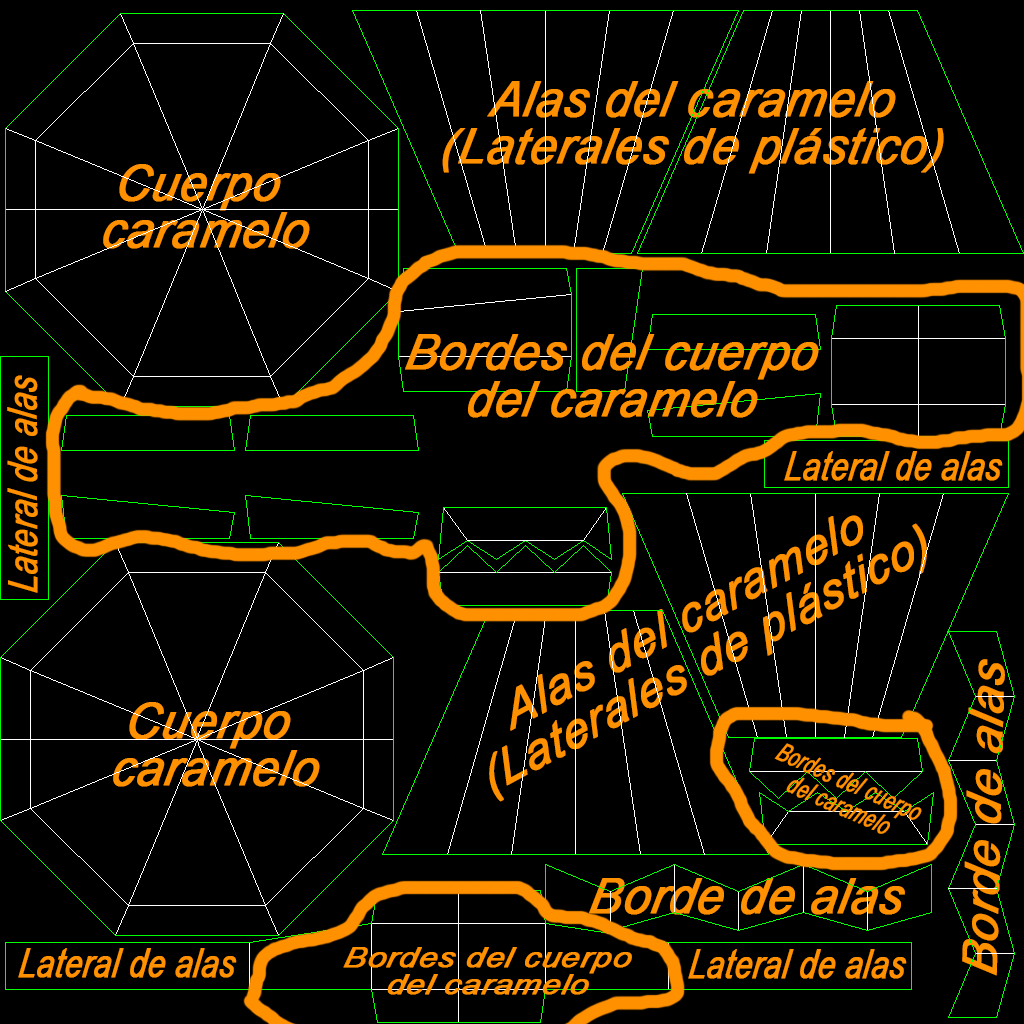 Alas del caramelo
(Laterales de plástico)
Cuerpo
caramelo
Bordes del cuerpo
del caramelo
Lateral de alas
Lateral de alas
Alas del caramelo
(Laterales de plástico)
Cuerpo
caramelo
Bordes del cuerpo
del caramelo
Borde de alas
Borde de alas
Lateral de alas
Bordes del cuerpo
del caramelo
Lateral de alas